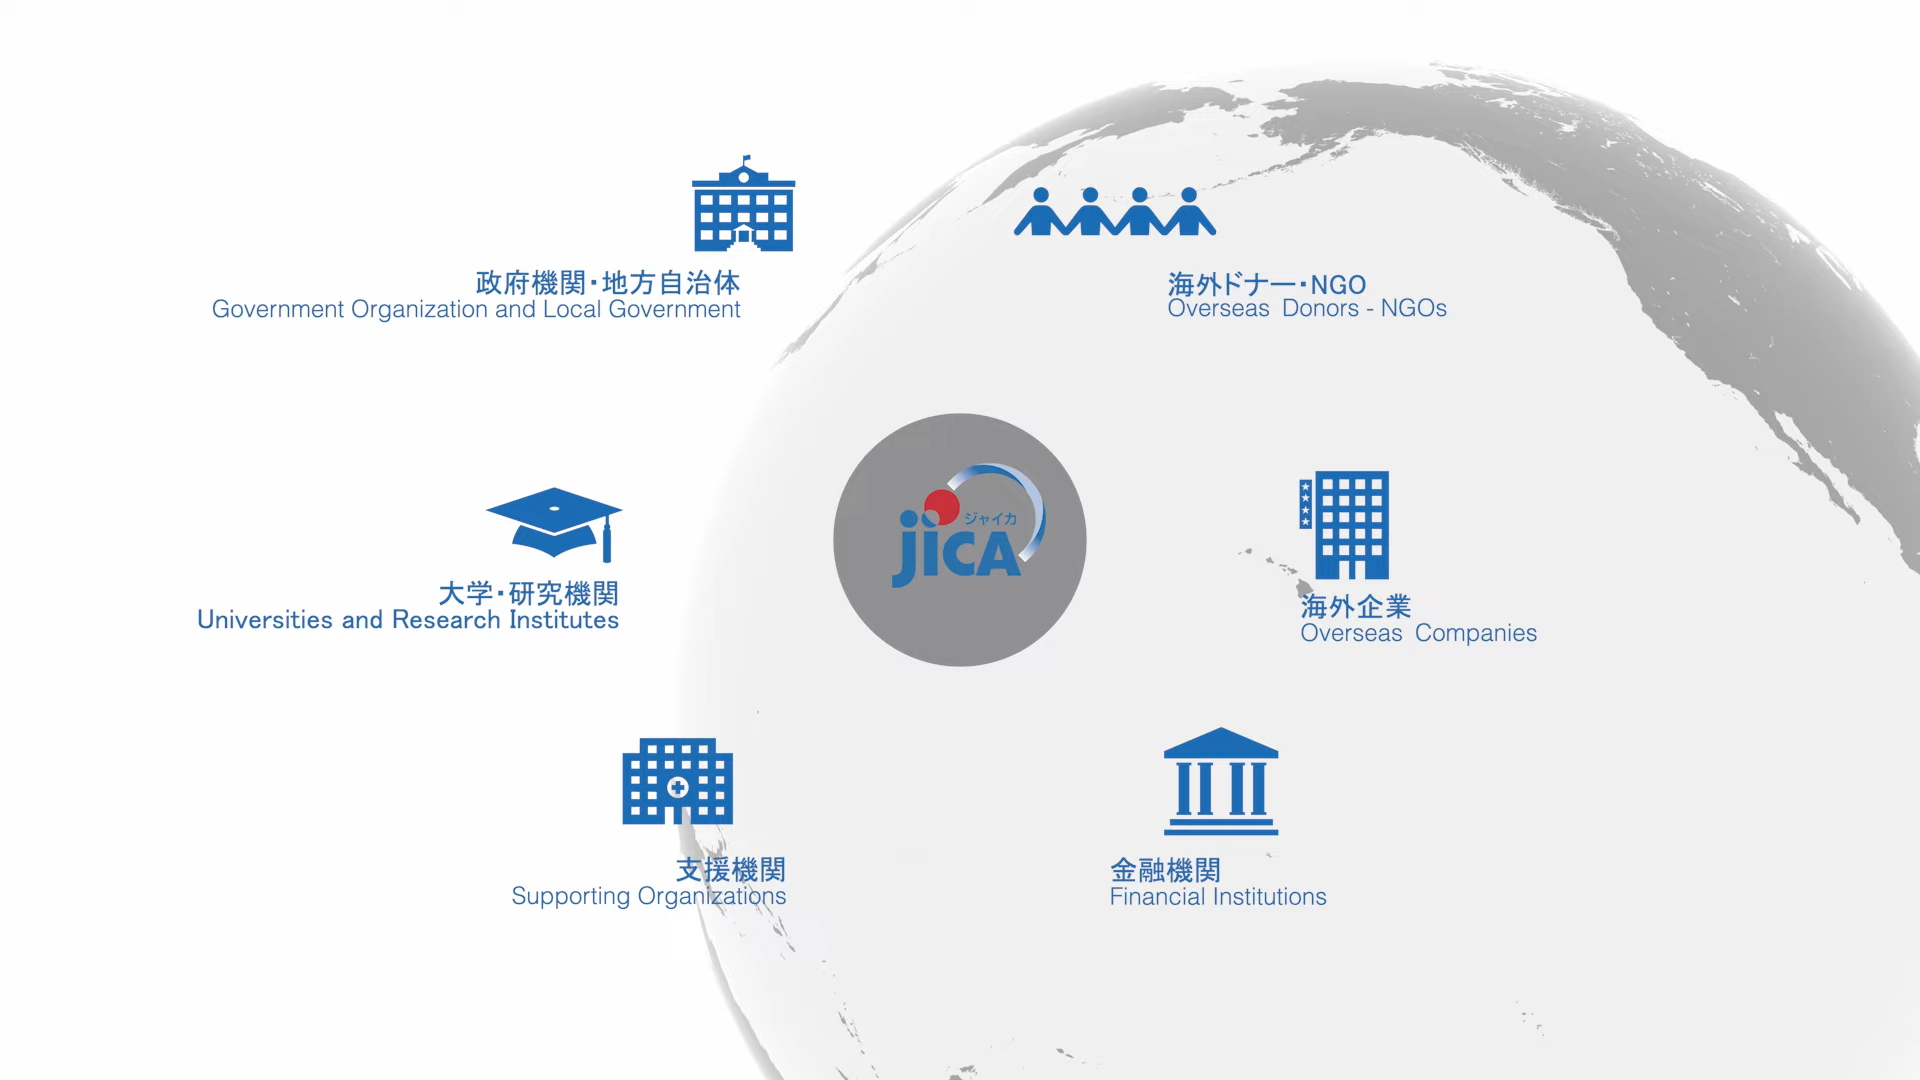 政府機関・地方自治体
Government Organization and Local Government
海外ドナー・NGO
Overseas Donors - NGOs
ジャイカ
jica
大学・研究機関
Universities and Research Institutes
海外企業
Overseas Companies
支援機関
Supporting Organizations
金融機関
Financial Institutions